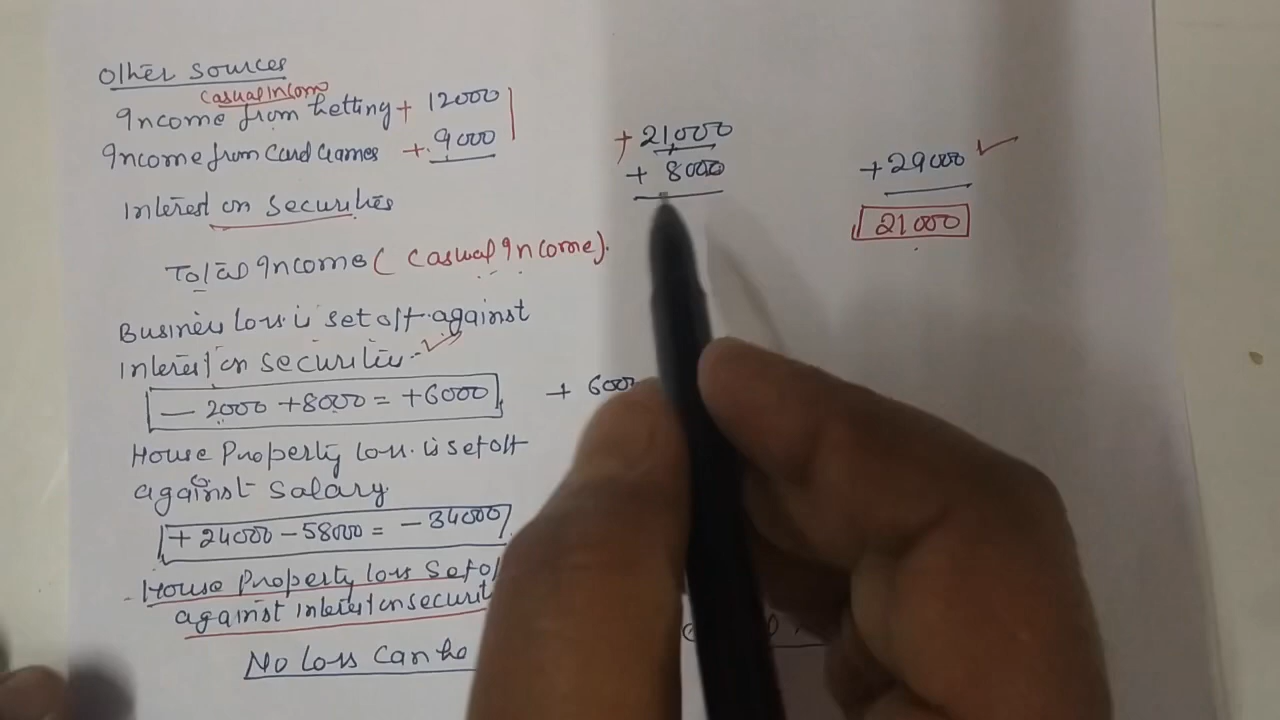 Other Sources
Casual Incom
Income from betting + 12000
Income from Card Games + 9000
+ 21000
Interest on Securities
+ 8000
+ 29000
21000
Total Income (Casual Income).
Business loss is set off against
Interest on securities
- 2000 + 8000 = + 6000
+ 6000
House Property loss is set off
against Salary
+ 24000 - 58000 = - 34000
House Property loss set of
against Interest on securit
No Loss Can be